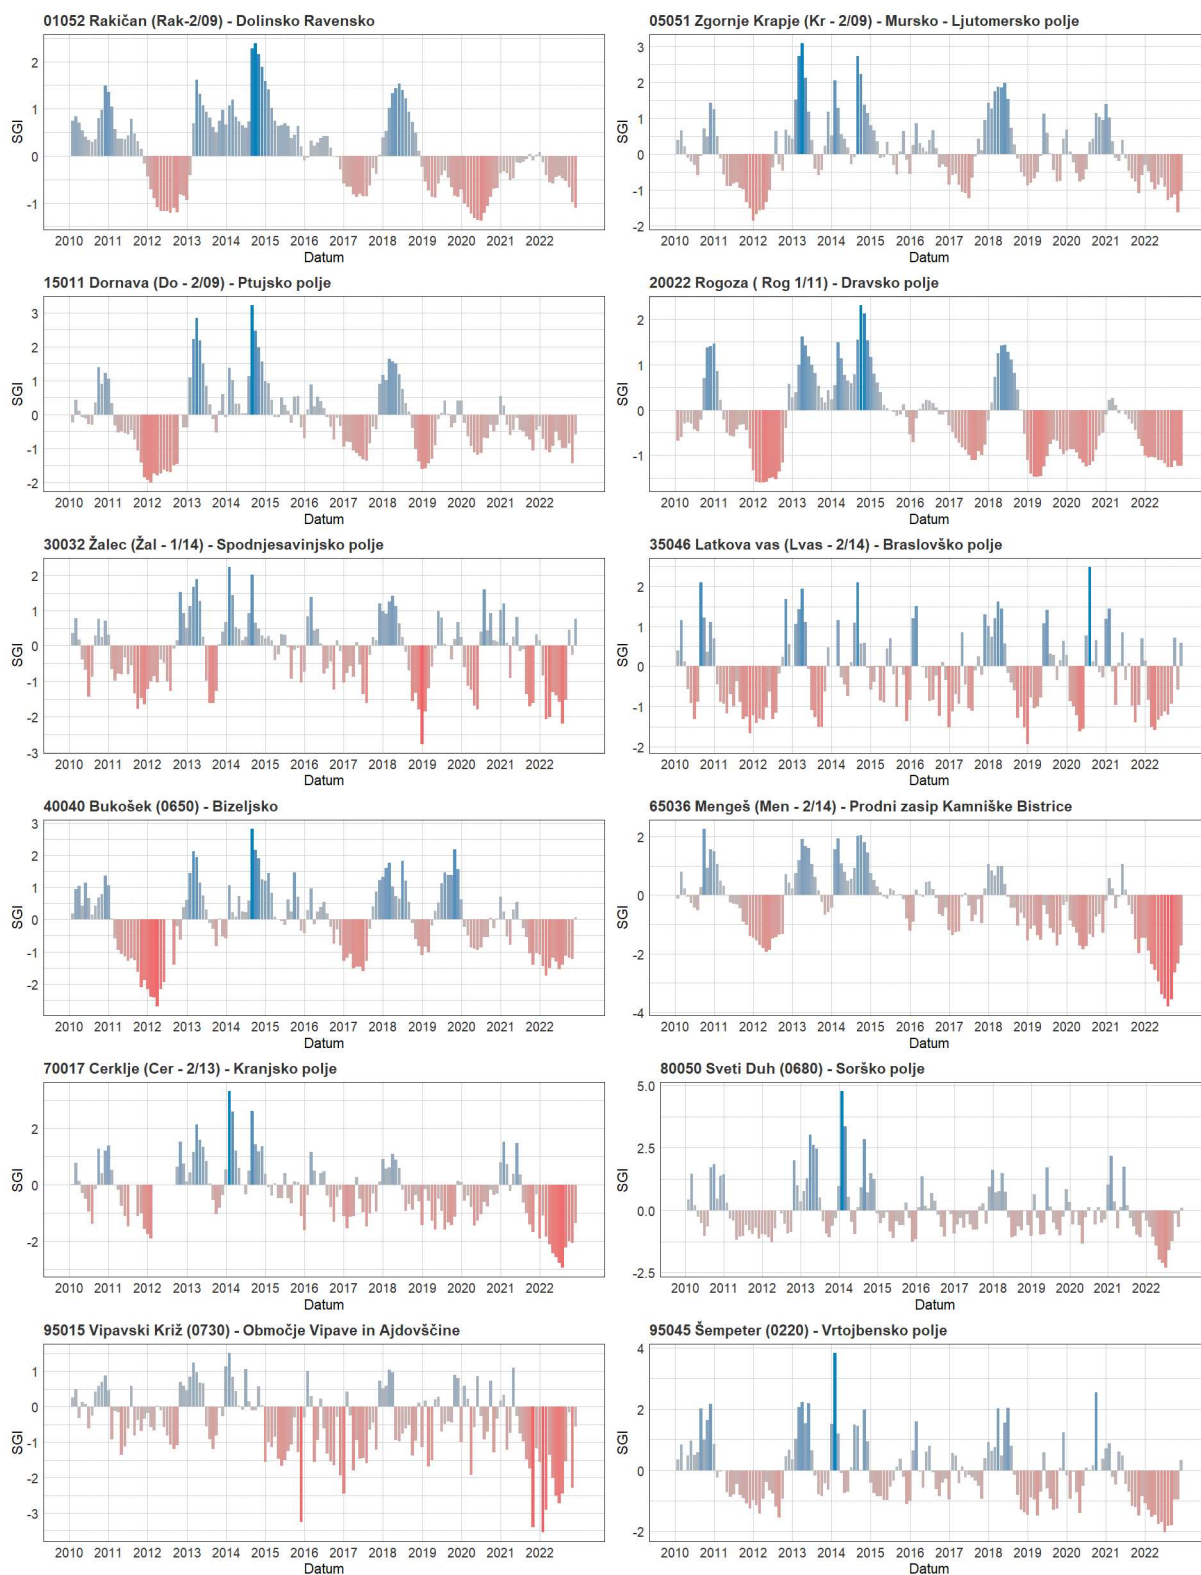 01052 Rakičan (Rak-2/09) - Dolinsko Ravensko
SGI
2
1
0
-1
2010 2011 2012 2013 2014 2015 2016 2017 2018 2019 2020 2021 2022
Datum
05051 Zgornje Krapje (Kr - 2/09) - Mursko - Ljutomersko polje
SGI
3
2
1
0
-1
-2
2010 2011 2012 2013 2014 2015 2016 2017 2018 2019 2020 2021 2022
Datum
15011 Dornava (Do - 2/09) - Ptujsko polje
SGI
3
2
1
0
-1
-2
2010 2011 2012 2013 2014 2015 2016 2017 2018 2019 2020 2021 2022
Datum
20022 Rogoza ( Rog 1/11) - Dravsko polje
SGI
2
1
0
-1
2010 2011 2012 2013 2014 2015 2016 2017 2018 2019 2020 2021 2022
Datum
30032 Žalec (Žal - 1/14) - Spodnjesavinjsko polje
SGI
2
1
0
-1
-2
-3
2010 2011 2012 2013 2014 2015 2016 2017 2018 2019 2020 2021 2022
Datum
35046 Latkova vas (Lvas - 2/14) - Braslovško polje
SGI
2
1
0
-1
-2
2010 2011 2012 2013 2014 2015 2016 2017 2018 2019 2020 2021 2022
Datum
40040 Bukošek (0650) - Bizeljsko
SGI
3
2
1
0
-1
-2
2010 2011 2012 2013 2014 2015 2016 2017 2018 2019 2020 2021 2022
Datum
65036 Mengeš (Men - 2/14) - Prodni zasip Kamniške Bistrice
SGI
2
0
-2
-4
2010 2011 2012 2013 2014 2015 2016 2017 2018 2019 2020 2021 2022
Datum
70017 Cerklje (Cer - 2/13) - Kranjsko polje
SGI
2
0
-2
2010 2011 2012 2013 2014 2015 2016 2017 2018 2019 2020 2021 2022
Datum
80050 Sveti Duh (0680) - Sorško polje
SGI
5.0
2.5
0.0
-2.5
2010 2011 2012 2013 2014 2015 2016 2017 2018 2019 2020 2021 2022
Datum
95015 Vipavski Križ (0730) - Območje Vipave in Ajdovščine
SGI
1
0
-1
-2
-3
2010 2011 2012 2013 2014 2015 2016 2017 2018 2019 2020 2021 2022
Datum
95045 Šempeter (0220) - Vrtojbensko polje
SGI
4
2
0
-2
2010 2011 2012 2013 2014 2015 2016 2017 2018 2019 2020 2021 2022
Datum